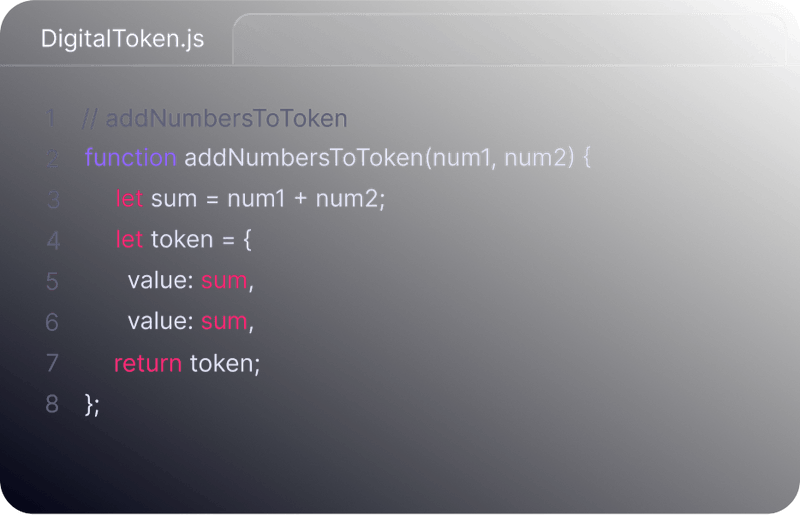 DigitalToken.js
1 // addNumbersToToken
2 function addNumbersToToken(num1, num2) {
3 let sum = num1 + num2;
4 let token = {
5 value: sum,
6 value: sum,
7 return token;
8 };